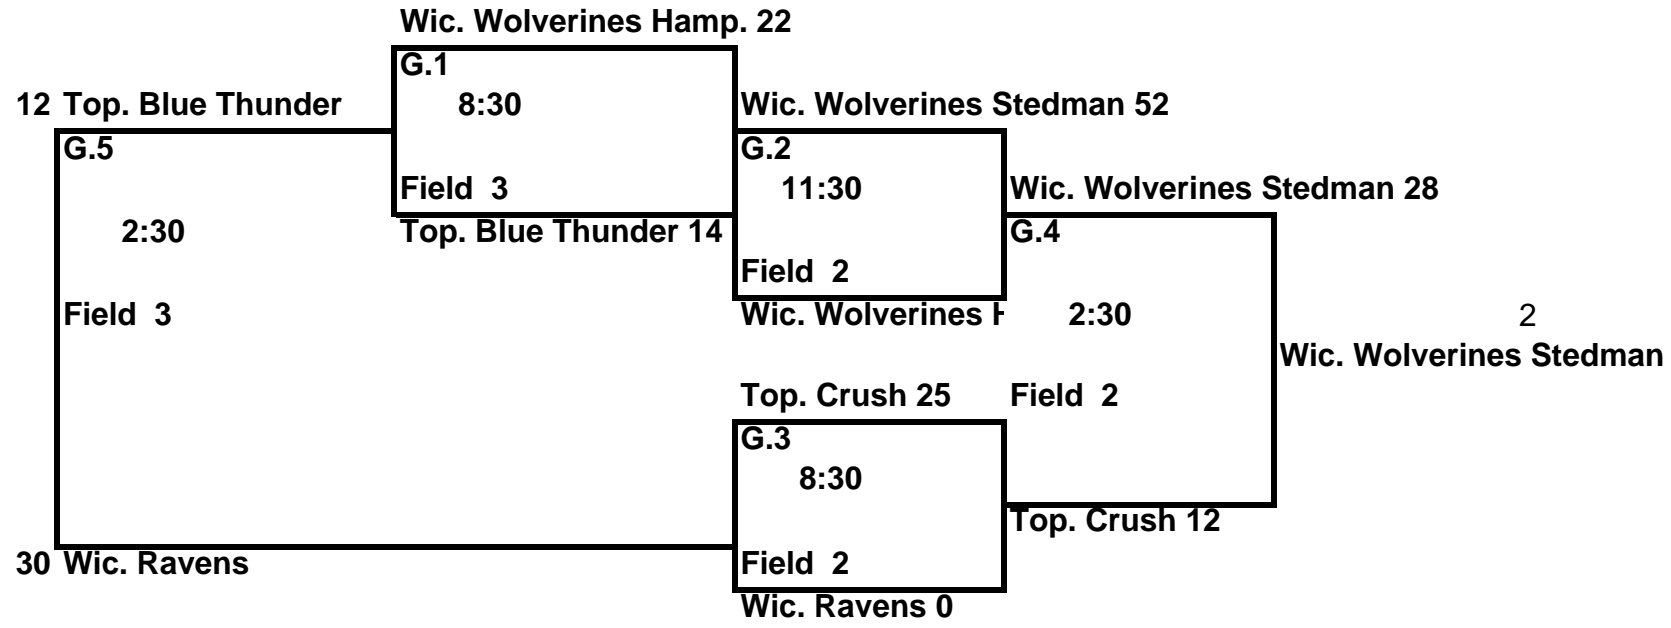 Wic. Wolverines Hamp. 22
G.1
12 Top. Blue Thunder
8:30
Wic. Wolverines Stedman 52
G.5
G.2
Field 3
11:30
Wic. Wolverines Stedman 28
2:30
Top. Blue Thunder 14
G.4
Field 2
Field 3
Wic. Wolverines
2:30
2
Wic. Wolverines Stedman
Top. Crush 25
Field 2
G.3
8:30
Top. Crush 12
30 Wic. Ravens
Field 2
Wic. Ravens 0